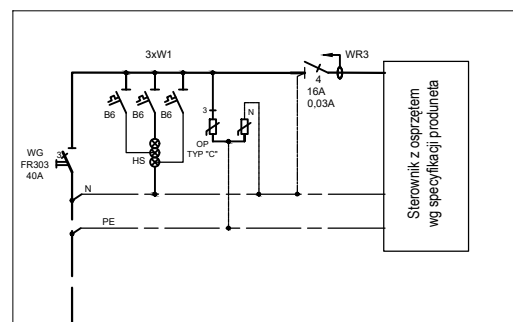 3xW1
WR3
4
16A
0,03A
B6
B6
B6
3
N
OP
TYP "C"
HS
WG
FR303
40A
3
N
PE
Sterownik z osprzętem
wg specyfikacji produneta